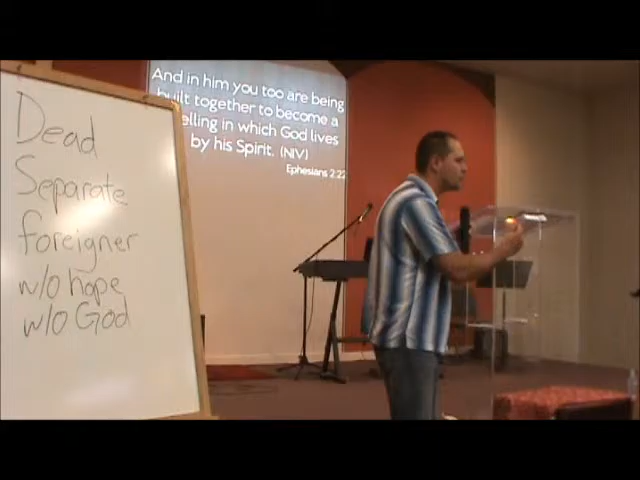 And in him you too are being
built together to become a
elling in which God lives
by his Spirit. (NIV)
Ephesians 2:22
Dead
Separate
foreigner
w/o hope
w/o God